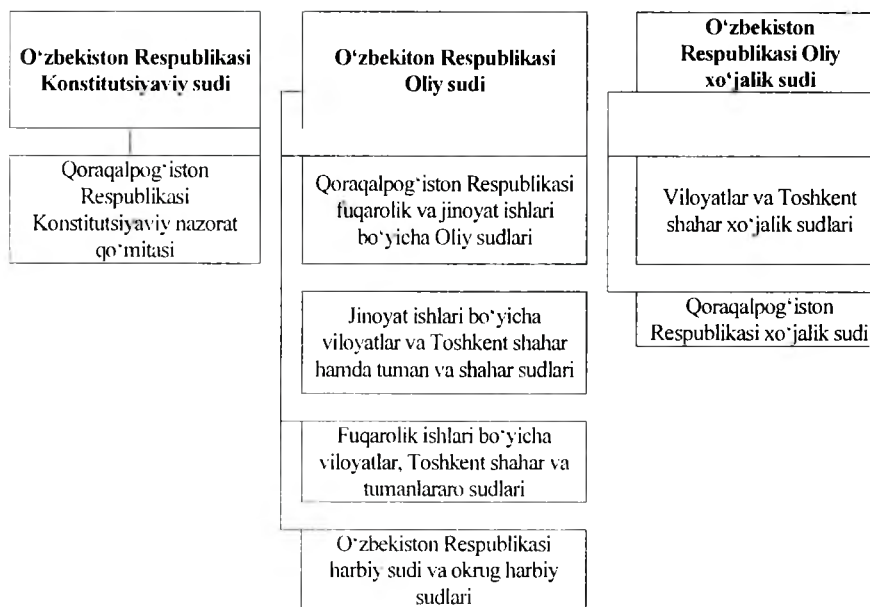 O‘zbekiston Respublikasi
Konstitutsiyaviy sudi
Qoraqalpog‘iston
Respublikasi
Konstitutsiyaviy nazorat
qo‘mitasi
O‘zbekiton Respublikasi
Oliy sudi
Qoraqalpog‘iston Respublikasi
fuqarolik va jinoyat ishlari
bo‘yicha Oliy sudlari
Jinoyat ishlari bo‘yicha
viloyatlar va Toshkent shahar
hamda tuman va shahar sudlari
Fuqarolik ishlari bo‘yicha
viloyatlar, Toshkent shahar va
tumanlararo sudlari
O‘zbekiston Respublikasi
harbiy sudi va okrug harbiy
sudlari
O‘zbekiston
Respublikasi Oliy
xo‘jalik sudi
Viloyatlar va Toshkent
shahar xo‘jalik sudlari
Qoraqalpog‘iston
Respublikasi xo‘jalik sudi